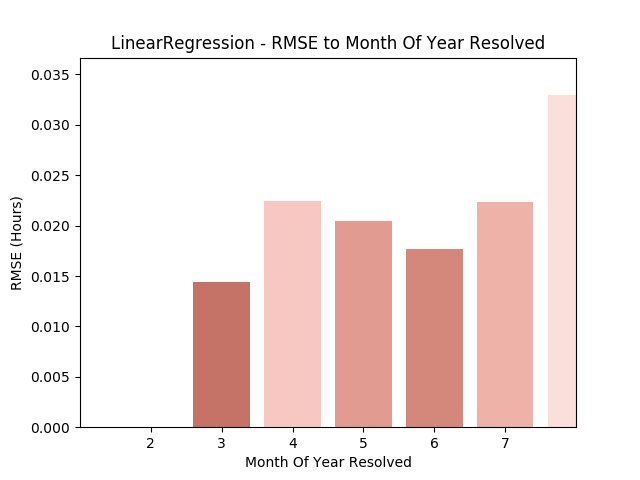 LinearRegression - RMSE to Month Of Year Resolved
0.035
0.030
0.025
0.020
0.015
0.010
0.005
0.000
RMSE (Hours)
2 3 4 5 6 7
Month Of Year Resolved